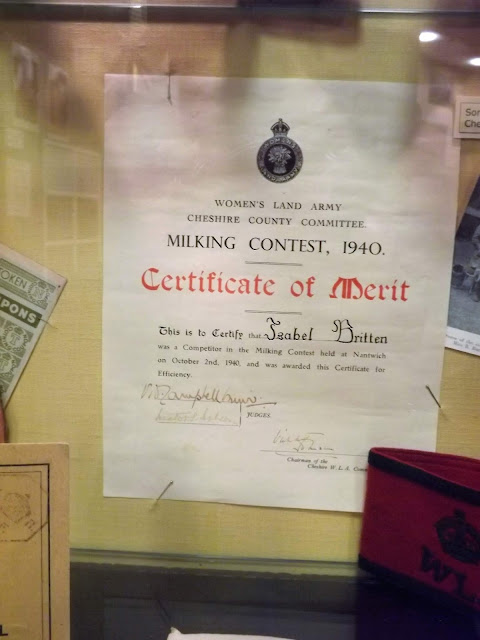 WOMEN'S LAND ARMY
CHESHIRE COUNTY COMMITTEE.
MILKING CONTEST, 1940.
Certificate of Merit
This is to Certify that Isabel Britten
was a Competitor in the Milking Contest held at Nantwich
on October 2nd, 1940, and was awarded this Certificate for
Efficiency.
JUDGES.
Chairman of the
Cheshire W.L.A.
W.L.